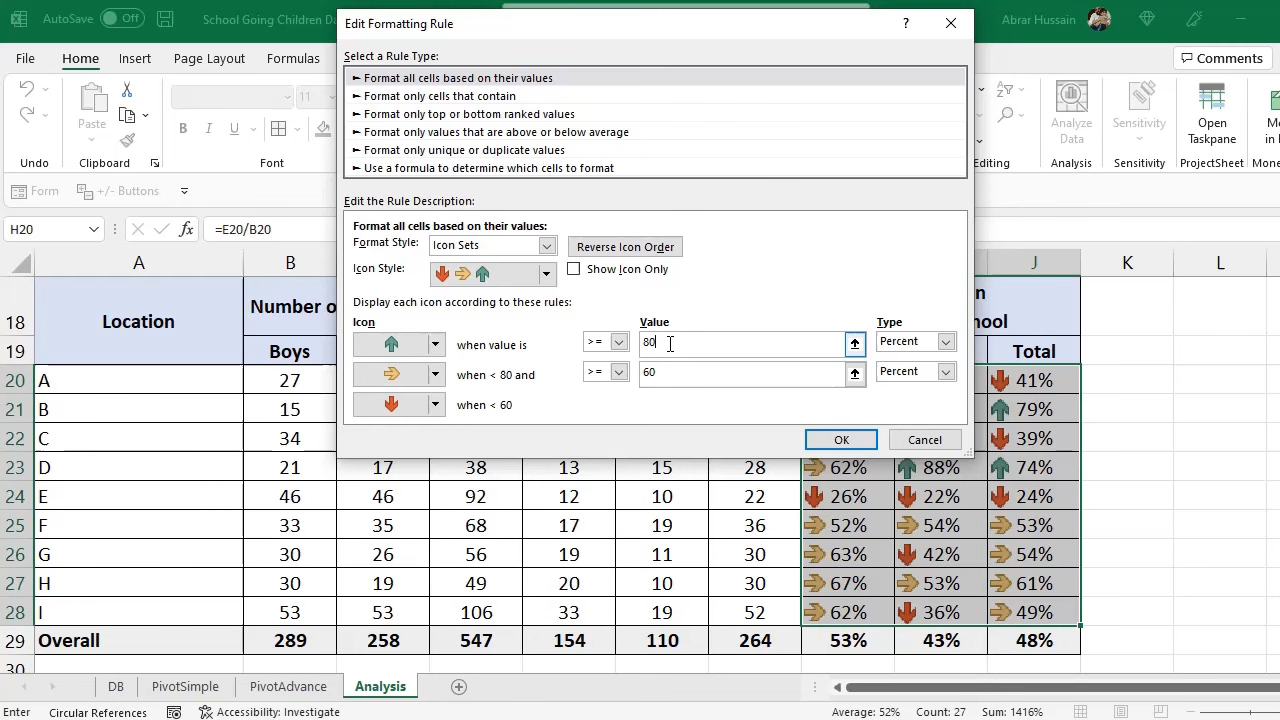 AutoSave Off School Going Children Da Abrar Hussain
File Home Insert Page Layout Formulas Comments
Undo
Paste
Clipboard
11
B I U
Font
Editing
Analyze Data
Analysis
Sensitivity
Sensitivity
Open Taskpane
ProjectSheet
Form +/- Buttons
H20 fx =E20/B20
Edit Formatting Rule ?
Select a Rule Type:
► Format all cells based on their values
► Format only cells that contain
► Format only top or bottom ranked values
► Format only values that are above or below average
► Format only unique or duplicate values
► Use a formula to determine which cells to format
Edit the Rule Description:
Format all cells based on their values:
Format Style: Icon Sets Reverse Icon Order
Icon Style: Show Icon Only
Display each icon according to these rules:
Icon Value Type
when value is >= 80 Percent
when < 80 and >= 60 Percent
when < 60
OK Cancel
A B J K L
18 Location Number o
19 Boys Total
20 A 27 41%
21 B 15 79%
22 C 34 39%
23 D 21 17 38 13 15 28 62% 88% 74%
24 E 46 46 92 12 10 22 26% 22% 24%
25 F 33 35 68 17 19 36 52% 54% 53%
26 G 30 26 56 19 11 30 63% 42% 54%
27 H 30 19 49 20 10 30 67% 53% 61%
28 I 53 53 106 33 19 52 62% 36% 49%
29 Overall 289 258 547 154 110 264 53% 43% 48%
30
DB PivotSimple PivotAdvance Analysis
Enter Circular References Accessibility: Investigate Average: 52% Count: 27 Sum: 1416%